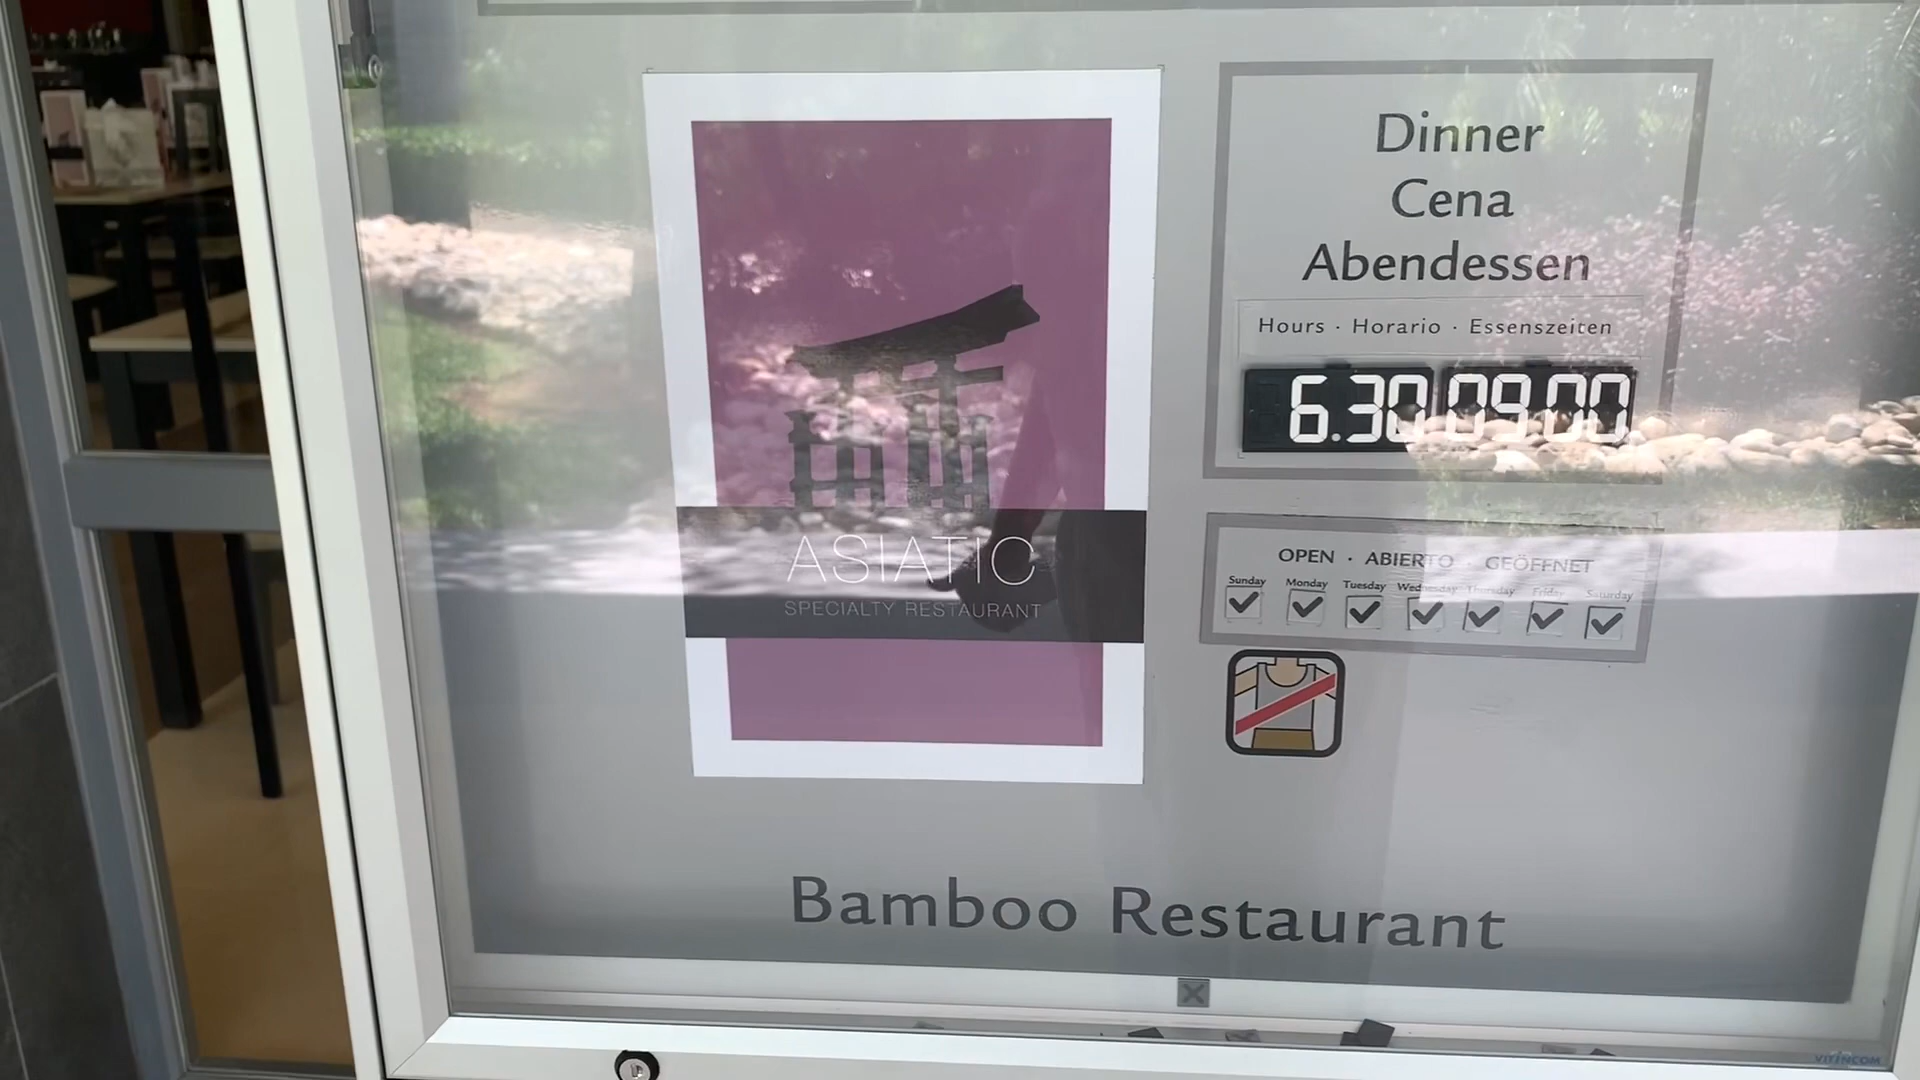 ASIATIC
SPECIALTY RESTAURANT
Dinner
Cena
Abendessen
Hours · Horario · Essenszeiten
6.30 09 00
OPEN · ABIERTO · GEÖFFNET
Sunday Monday Tuesday Wednesday Thursday Friday Saturday
Bamboo Restaurant
VITINCOM